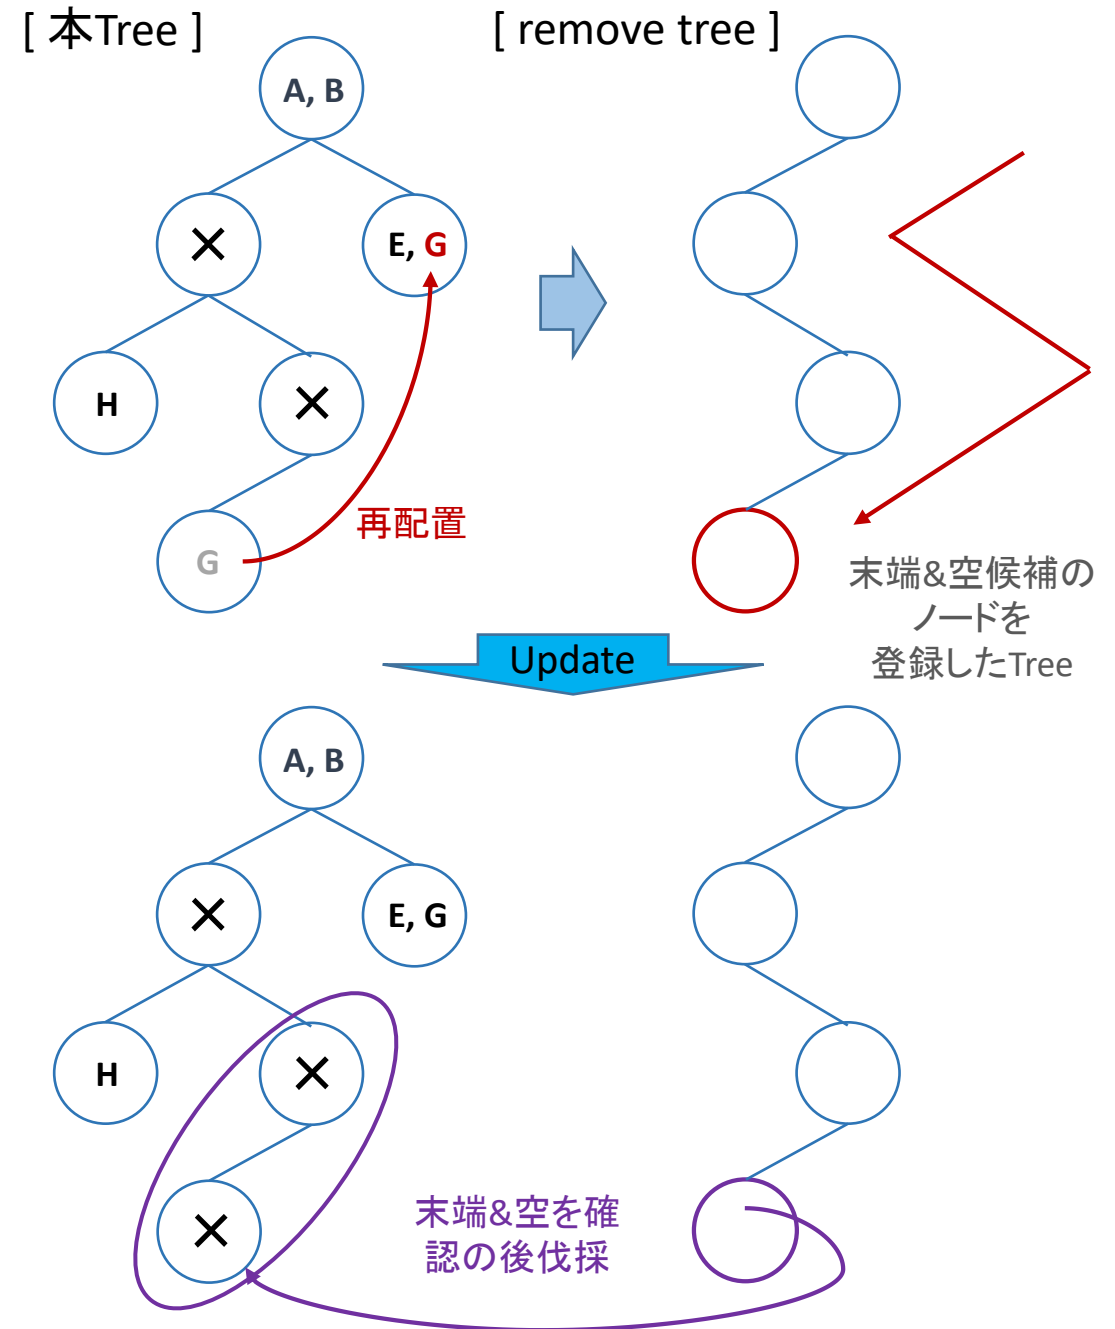 [ 本Tree ]
[ remove tree ]
A, B
×
E, G
H
×
G
再配置
末端&空候補の
ノードを
登録したTree
Update
A, B
×
E, G
H
×
×
末端&空を確
認の後伐採